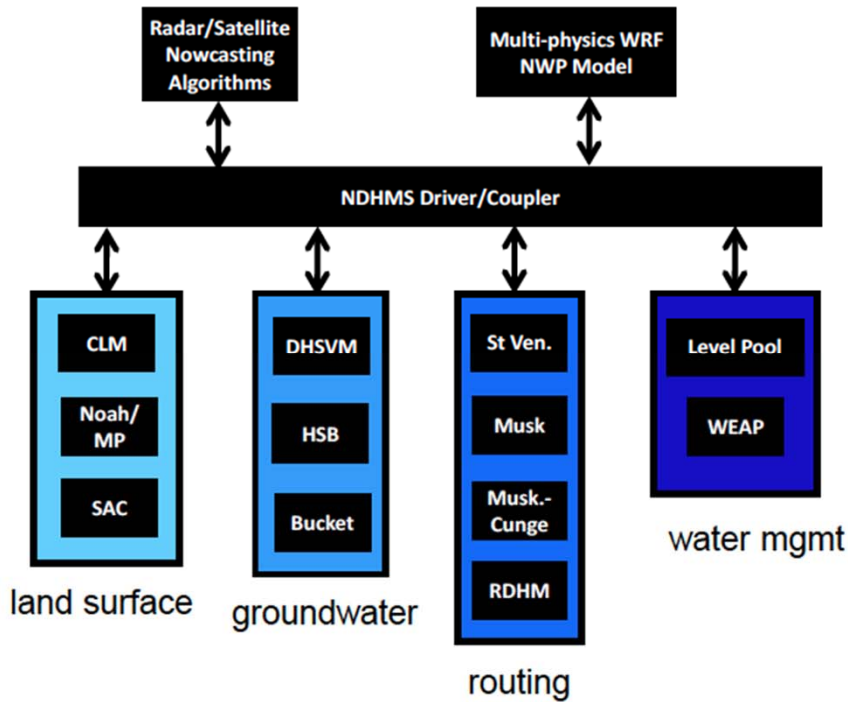 Radar/Satellite
Nowcasting
Algorithms
Multi-physics WRF
NWP Model
NDHMS Driver/Coupler
CLM
Noah/
MP
SAC
land surface
DHSVM
HSB
Bucket
groundwater
St Ven.
Musk
Musk.-
Cunge
RDHM
routing
Level Pool
WEAP
water mgmt